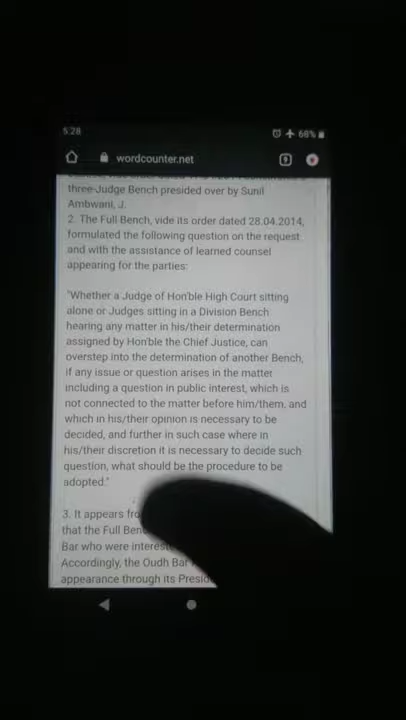 5:28
68%
wordcounter.net
three-Judge Bench presided over by Sunil
Ambwani, J.
2. The Full Bench, vide its order dated 28.04.2014,
formulated the following question on the request
and with the assistance of learned counsel
appearing for the parties:
"Whether a Judge of Hon'ble High Court sitting
alone or Judges sitting in a Division Bench
hearing any matter in his/their determination
assigned by Hon'ble the Chief Justice, can
overstep into the determination of another Bench,
if any issue or question arises in the matter
including a question in public interest, which is
not connected to the matter before him/them, and
which in his/their opinion is necessary to be
decided, and further in such case where in
his/their discretion it is necessary to decide such
question, what should be the procedure to be
adopted."
3. It appears
that the Full
Bar who were
Accordingly, the Oudh Bar
appearance through its